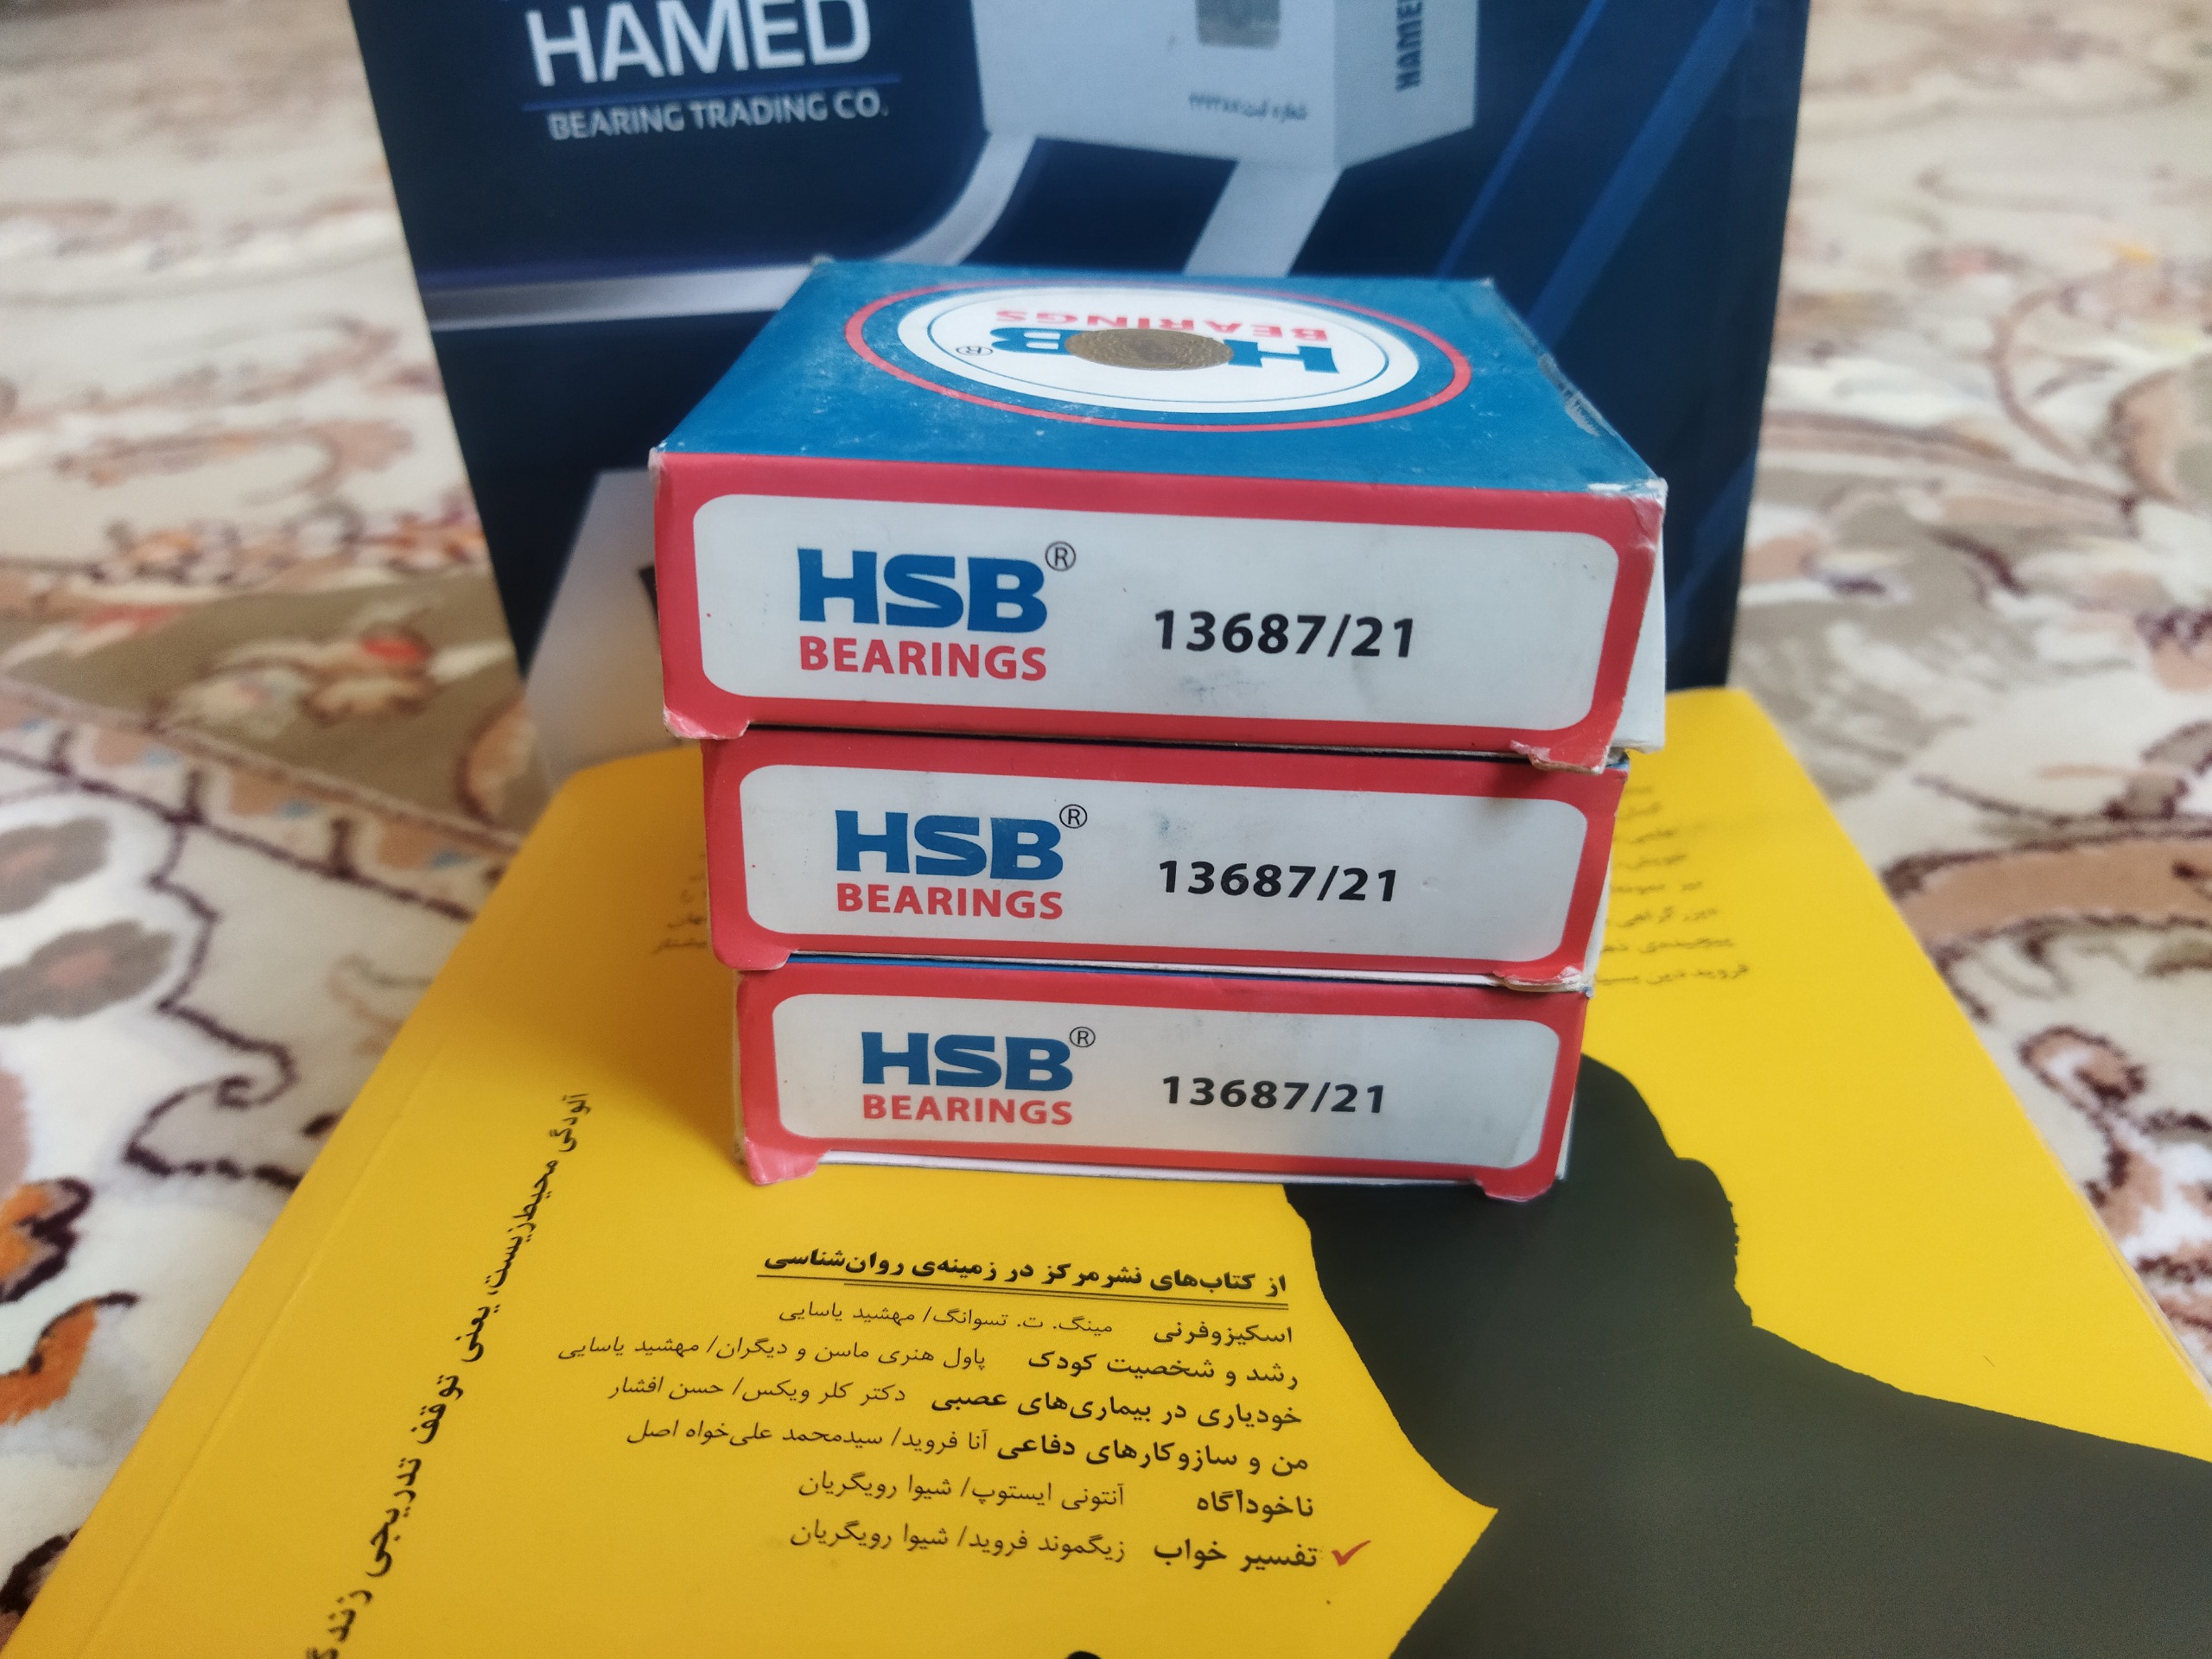 HAMED
BEARING TRADING CO.
HAMED
BEARINGS
H B ®
HSB®
BEARINGS
13687/21
HSB®
BEARINGS
13687/21
HSB®
BEARINGS
13687/21
آلودگی محیط‌زیست، یعنی توقف تدریجی
از کتاب‌های نشرمرکز در زمینه‌ی روان‌شناسی
اسکیزوفرنی مینگ. ت. تسوانگ/ مهشید یاسایی
رشد و شخصیت کودک پاول هنری ماسن و دیگران/ مهشید یاسایی
خودیاری در بیماری‌های عصبی دکتر کلر ویکس/ حسن افشار
من و سازوکارهای دفاعی آنا فروید/ سیدمحمد علی‌خواه اصل
ناخودآگاه آنتونی ایستوپ/ شیوا رویگریان
✓ تفسیر خواب زیگموند فروید/ شیوا رویگریان